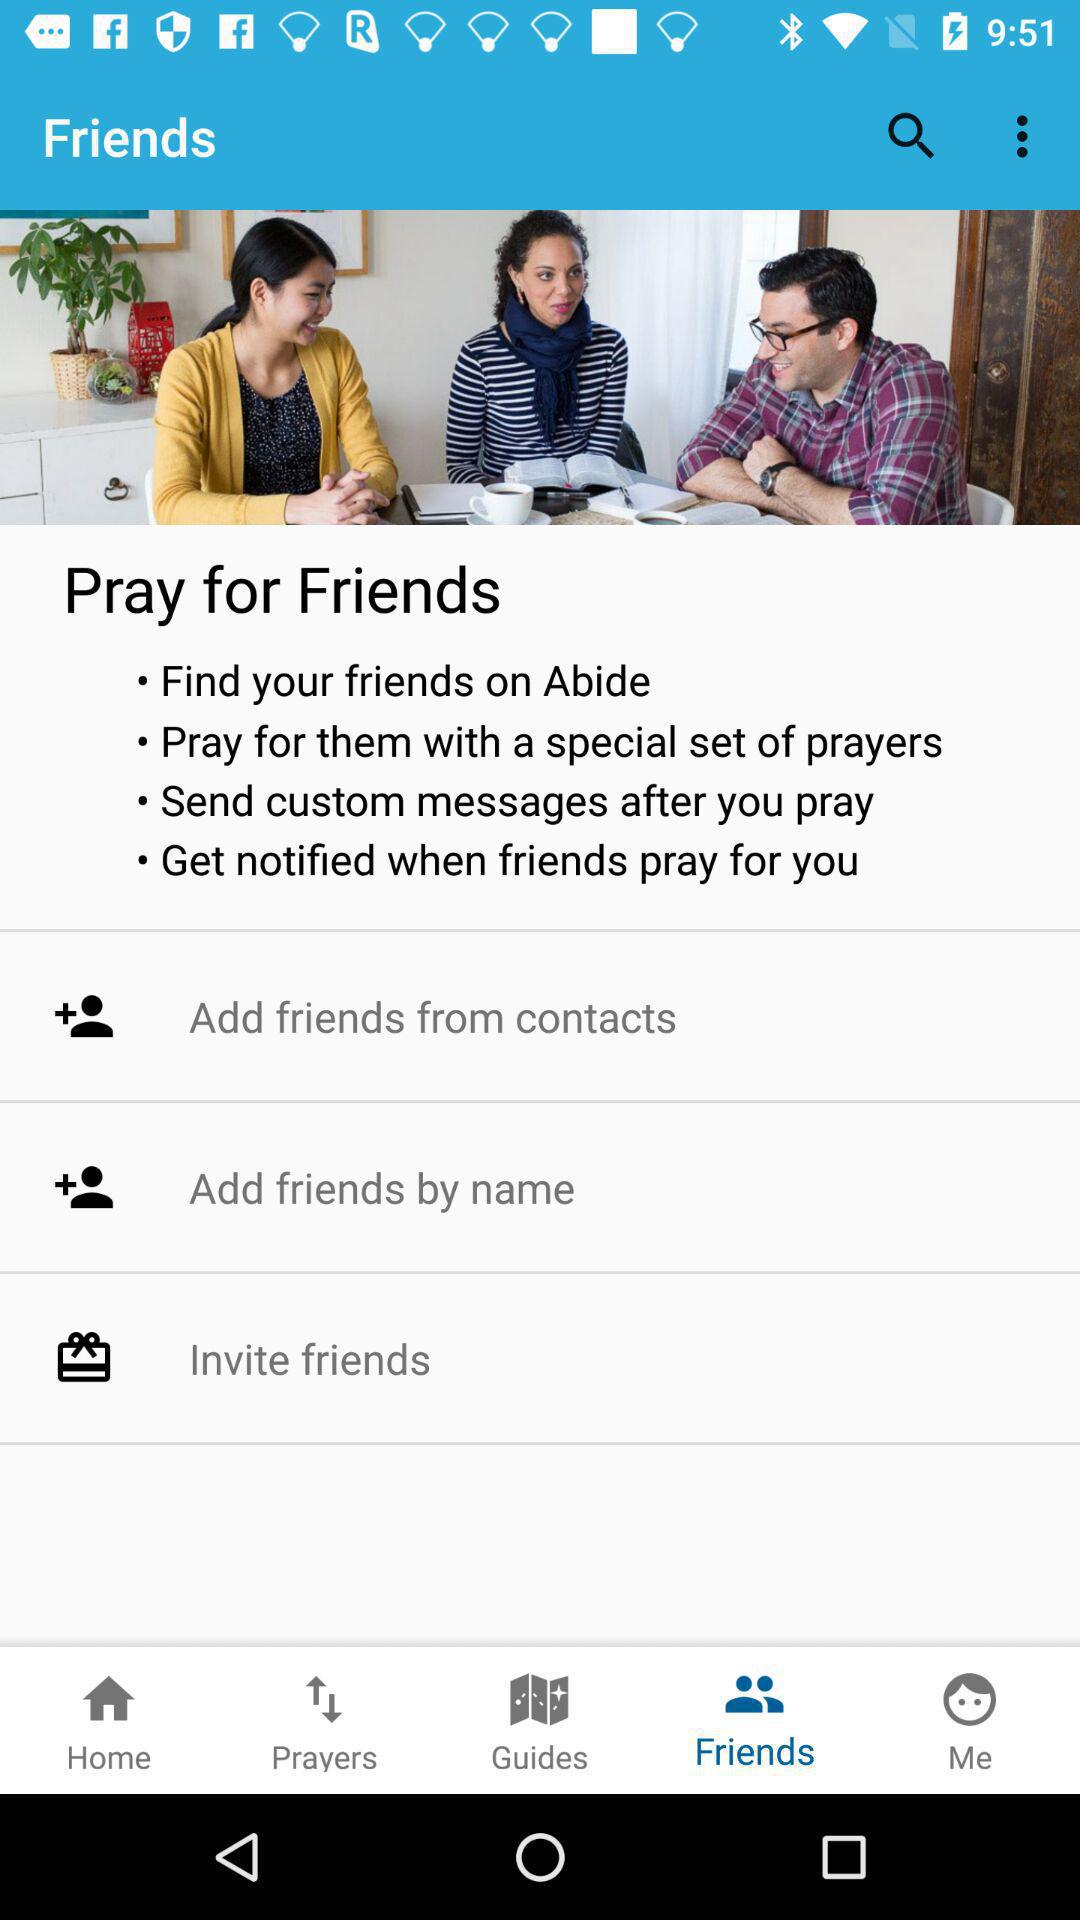 9:51
Friends
Pray for Friends
• Find your friends on Abide
• Pray for them with a special set of prayers
• Send custom messages after you pray
• Get notified when friends pray for you
Add friends from contacts
Add friends by name
Invite friends
Home Prayers Guides Friends Me